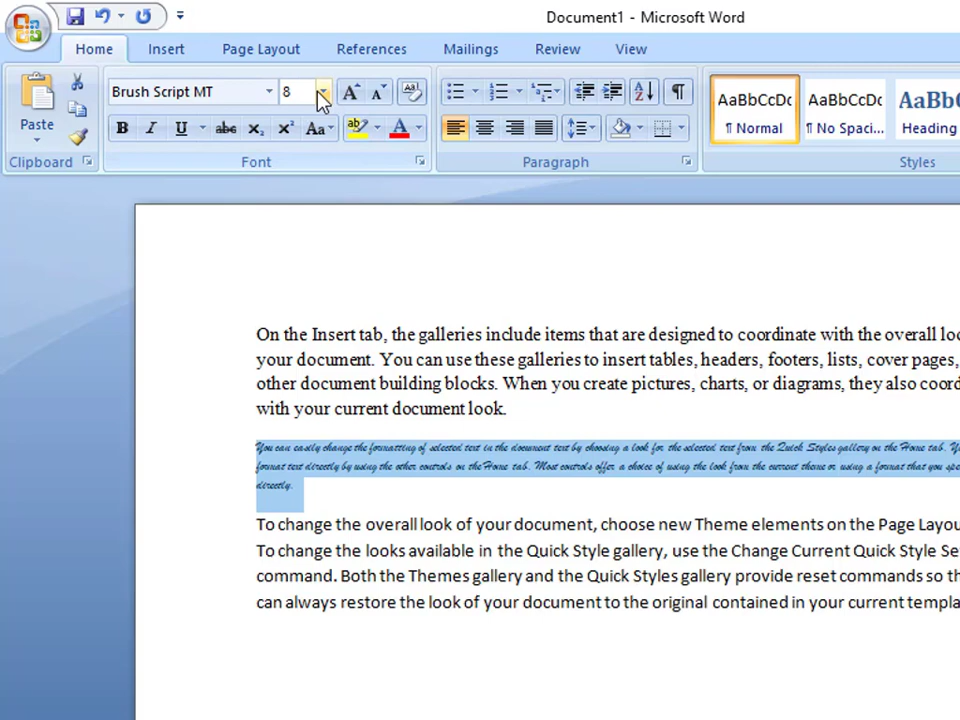 Document1 - Microsoft Word
Home Insert Page Layout References Mailings Review View
Brush Script MT 8 A A Aa
AaBbCcDc AaBbCcDc AaBbC
Paste
B I U abc X₂ X² Aa ab A
¶ Normal ¶ No Spaci... Heading
Clipboard Font Paragraph Styles
On the Insert tab, the galleries include items that are designed to coordinate with the overall loo
your document. You can use these galleries to insert tables, headers, footers, lists, cover pages,
other document building blocks. When you create pictures, charts, or diagrams, they also coord
with your current document look.
You can easily change the formatting of selected text in the document text by choosing a look for the selected text from the Quick Styles gallery on the Home tab. Y
format text directly by using the other controls on the Home tab. Most controls offer a choice of using the look from the current theme or using a format that you spe
directly.
To change the overall look of your document, choose new Theme elements on the Page Layou
To change the looks available in the Quick Style gallery, use the Change Current Quick Style Se
command. Both the Themes gallery and the Quick Styles gallery provide reset commands so th
can always restore the look of your document to the original contained in your current templa